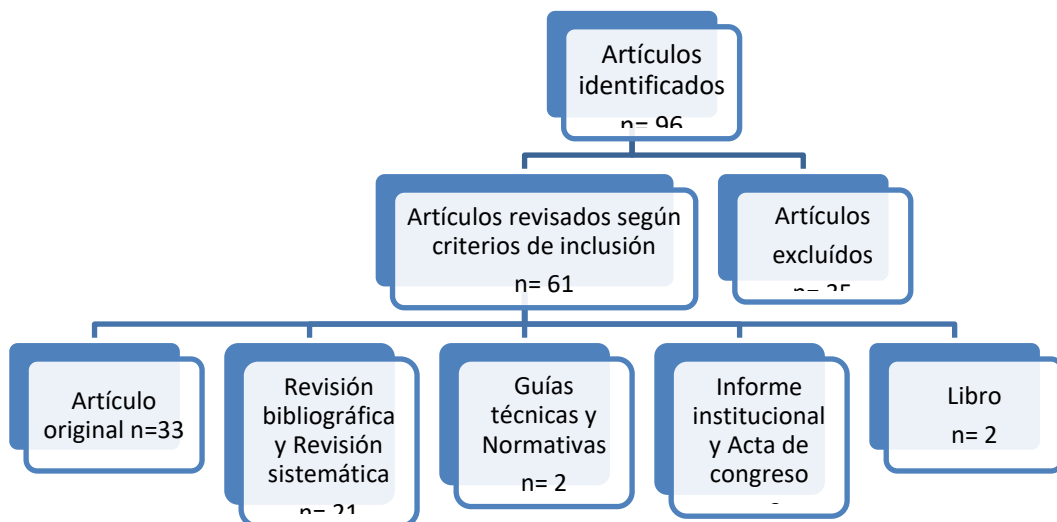 Artículos
identificados
n= 96
Artículos revisados según
criterios de inclusión
n= 61
Artículos
excluídos
n= 35
Artículo
original n=33
Revisión
bibliográfica
y Revisión
sistemática
n= 21
Guías
técnicas y
Normativas
n= 2
Informe
institucional
y Acta de
congreso
Libro
n= 2